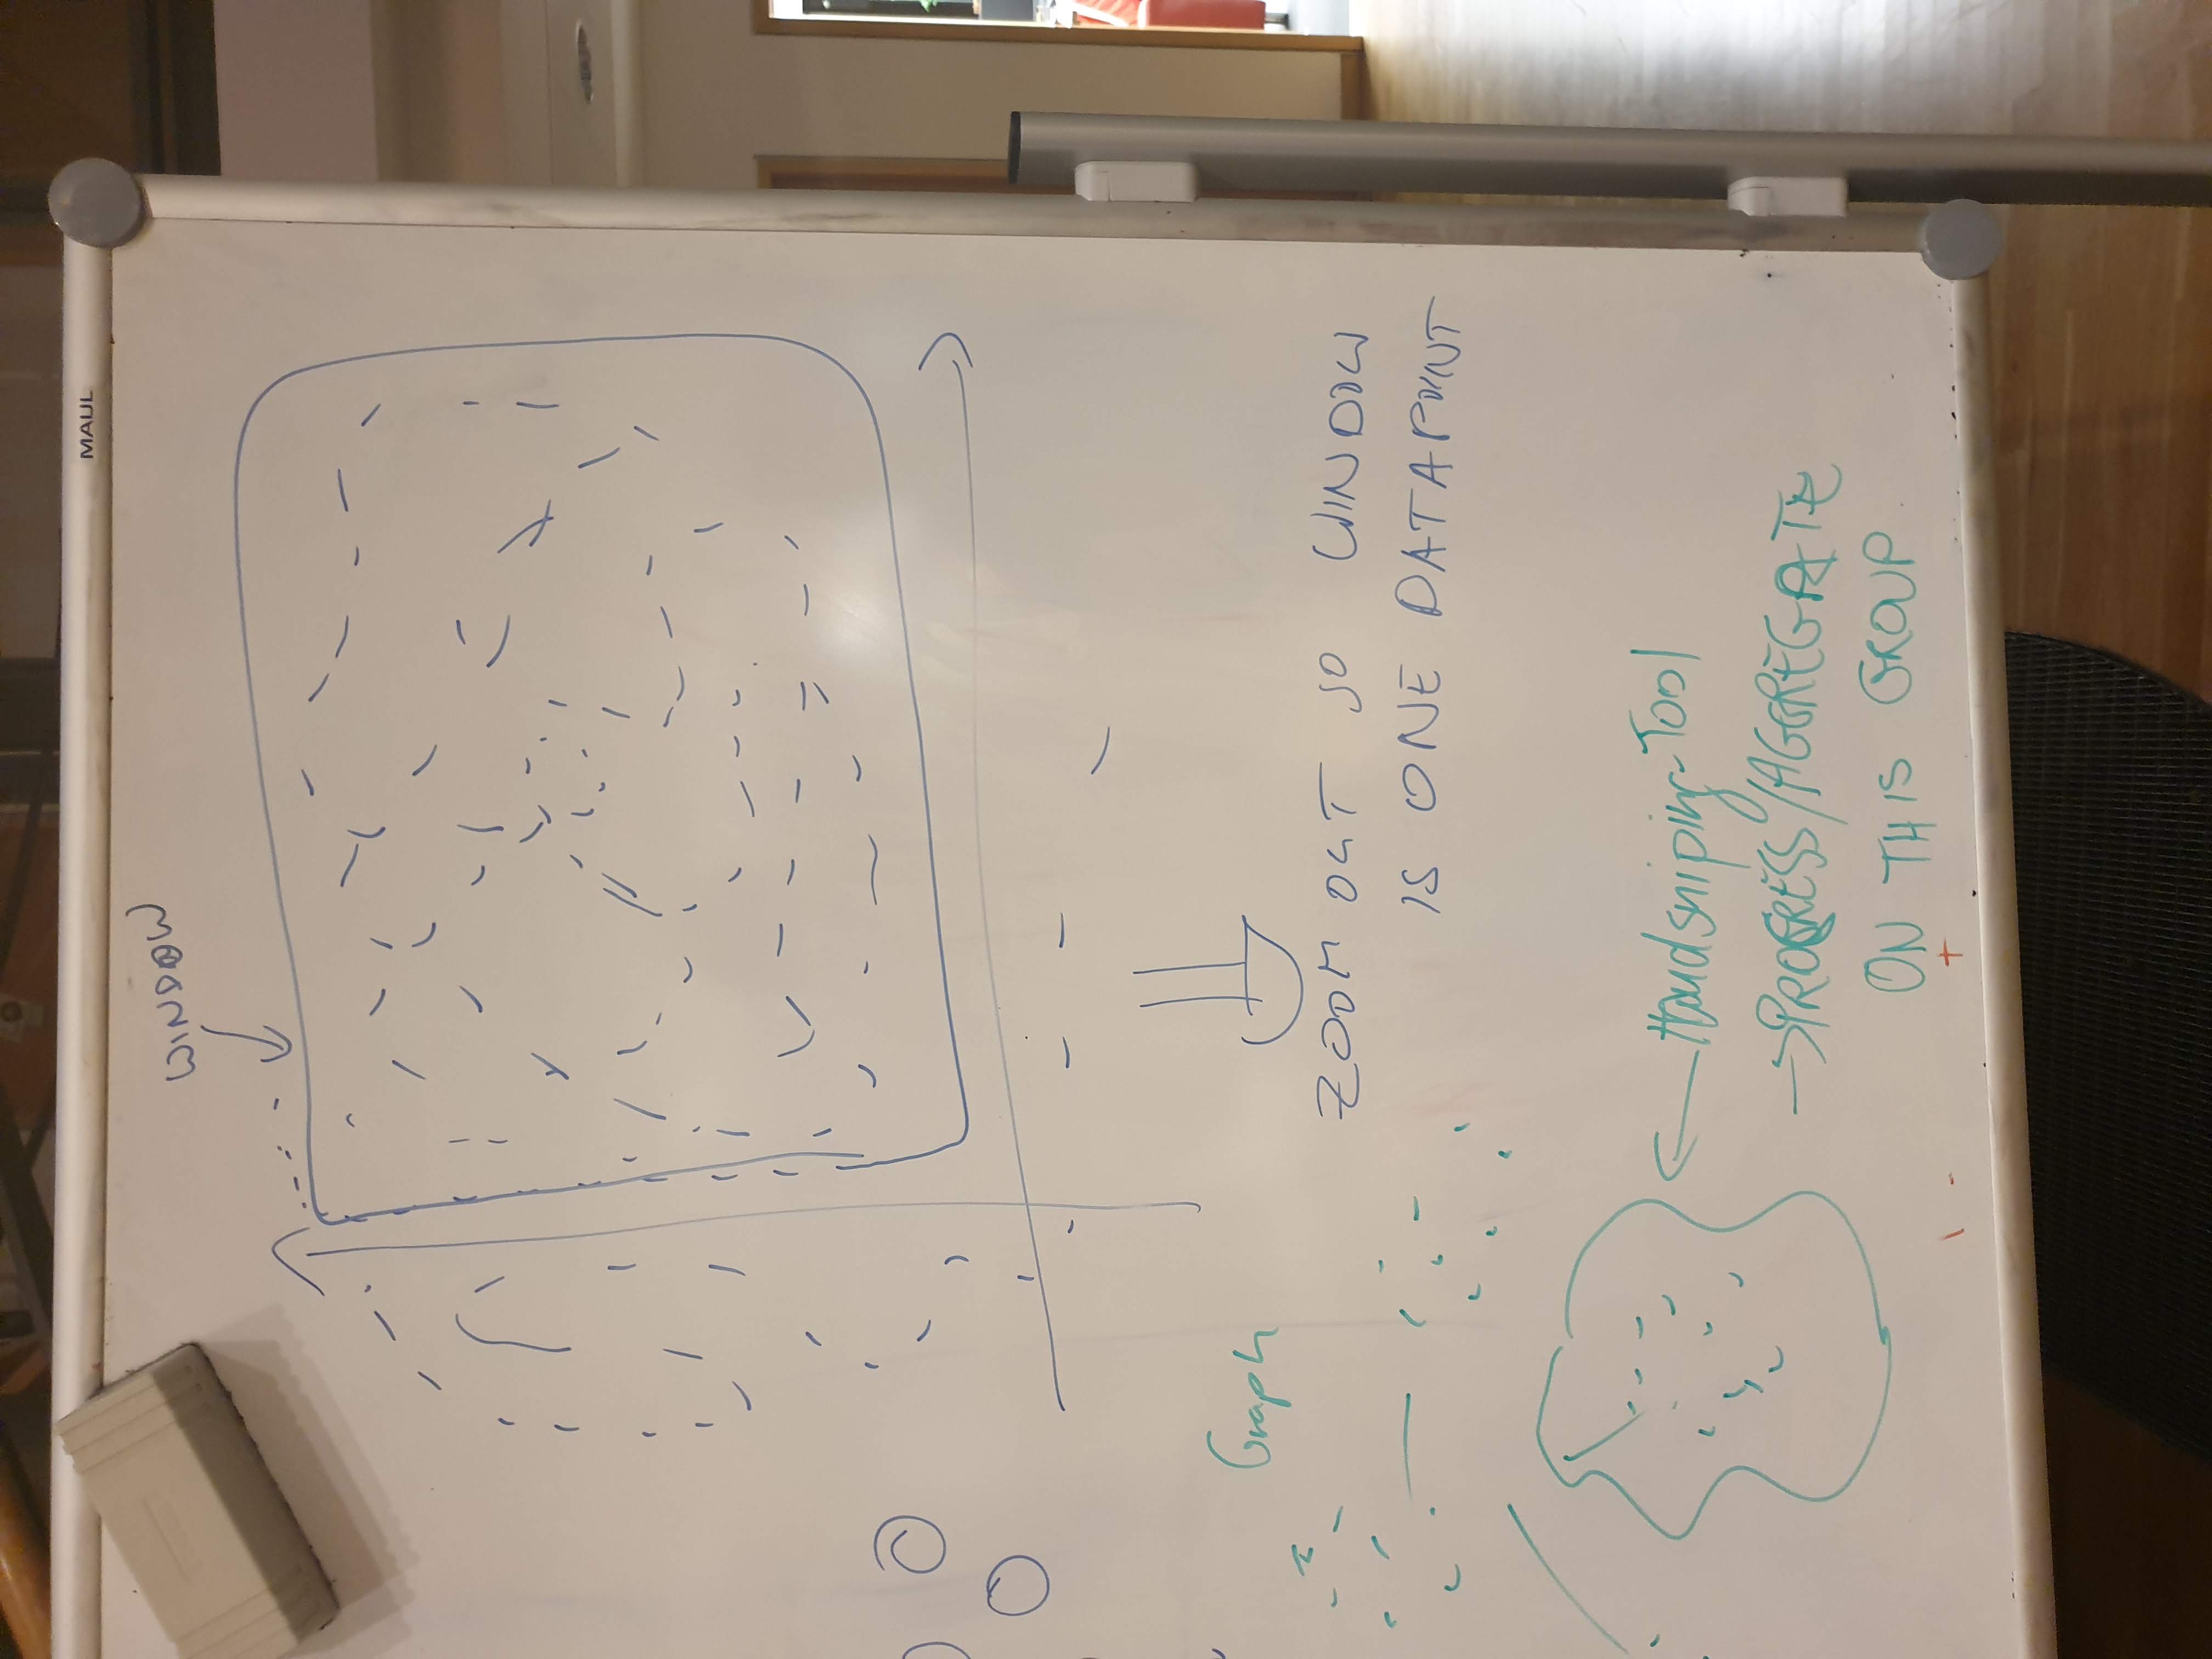 MAUL
WINDOW
Graph
ZOOM OUT SO WINDOW
IS ONE DATAPOINT
Handsniping-Tool
→PROGRESS/AGGREGATE
ON THIS GROUP